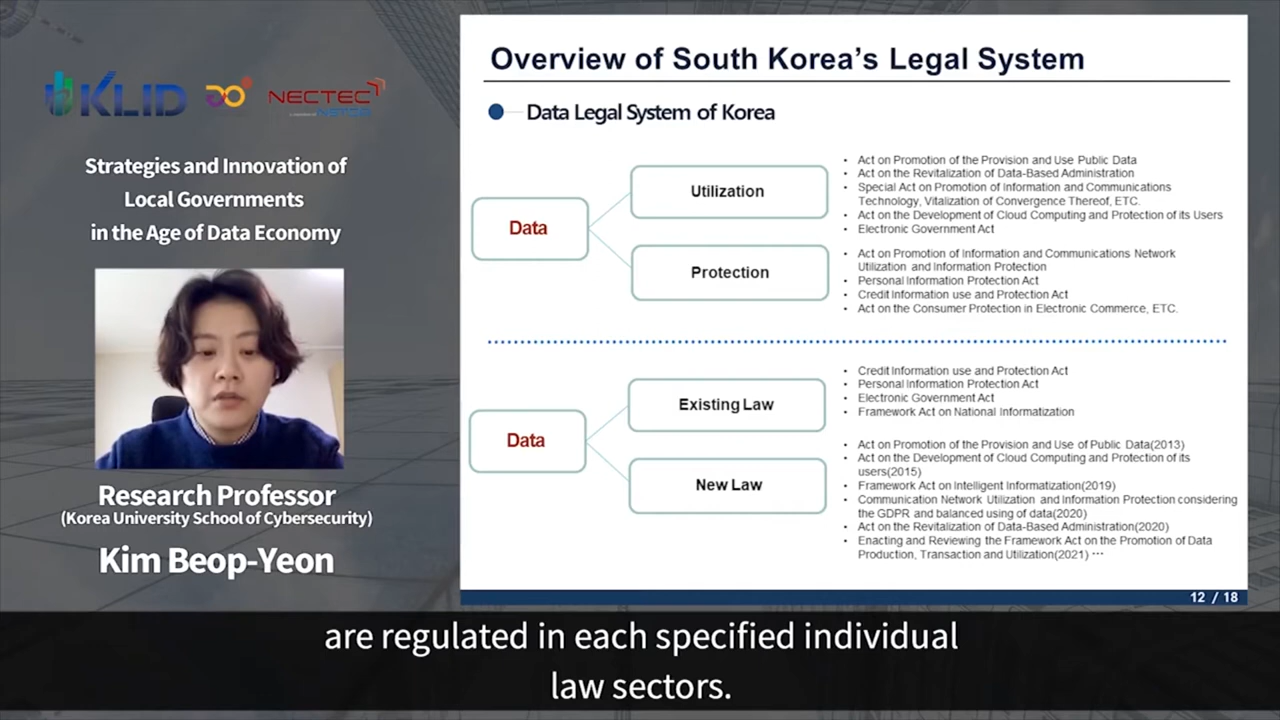 KLID
NECTEC
Strategies and Innovation of
Local Governments
in the Age of Data Economy
Research Professor
(Korea University School of Cybersecurity)
Kim Beop-Yeon
Overview of South Korea's Legal System
Data Legal System of Korea
Data
Utilization
• Act on Promotion of the Provision and Use Public Data
• Act on the Revitalization of Data-Based Administration
• Special Act on Promotion of Information and Communications
Technology, Vitalization of Convergence Thereof, ETC.
• Act on the Development of Cloud Computing and Protection of its Users
• Electronic Government Act
Protection
• Act on Promotion of Information and Communications Network
Utilization and Information Protection
• Personal Information Protection Act
• Credit Information use and Protection Act
• Act on the Consumer Protection in Electronic Commerce, ETC.
Data
Existing Law
• Credit Information use and Protection Act
• Personal Information Protection Act
• Electronic Government Act
• Framework Act on National Informatization
New Law
• Act on Promotion of the Provision and Use of Public Data(2013)
• Act on the Development of Cloud Computing and Protection of its
users(2015)
• Framework Act on Intelligent Informatization(2019)
• Communication Network Utilization and Information Protection considering
the GDPR and balanced using of data(2020)
• Act on the Revitalization of Data-Based Administration(2020)
• Enacting and Reviewing the Framework Act on the Promotion of Data
Production, Transaction and Utilization(2021) ···
12 / 18
are regulated in each specified individual
law sectors.